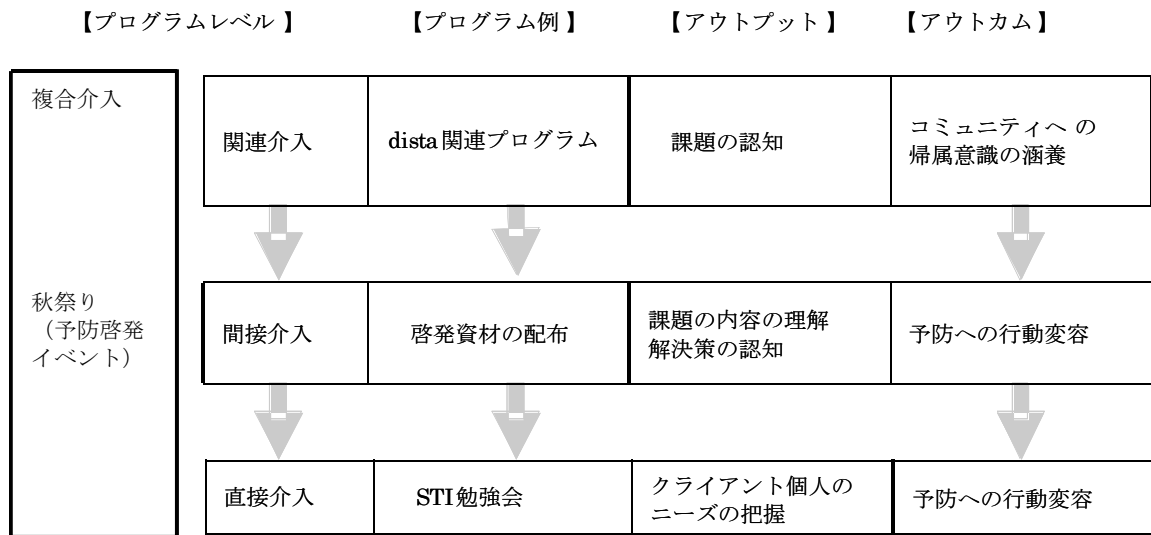 【プログラムレベル】
【プログラム例】
【アウトプット】
【アウトカム】
複合介入
関連介入
dista関連プログラム
課題の認知
コミュニティへ の
帰属意識の涵養
秋祭り
(予防啓発
イベント)
間接介入
啓発資材の配布
課題の内容の理解
解決策の認知
予防への行動変容
直接介入
STI勉強会
クライアント個人の
ニーズの把握
予防への行動変容